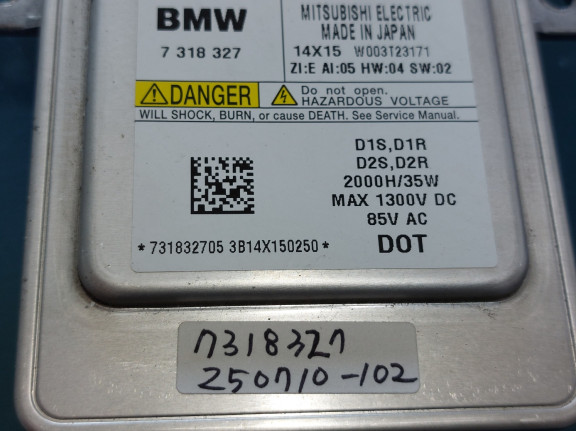 BMW
7 318 327
MITSUBISHI ELECTRIC
MADE IN JAPAN
14X15 W003T23171
ZI:E AI:05 HW:04 SW:02
DANGER
Do not open.
HAZARDOUS VOLTAGE
WILL SHOCK, BURN, or cause DEATH. See Service Manual.
D1S,D1R
D2S,D2R
2000H/35W
MAX 1300V DC
85V AC
DOT
*731832705 3B14X150250*
7318327
250710-102